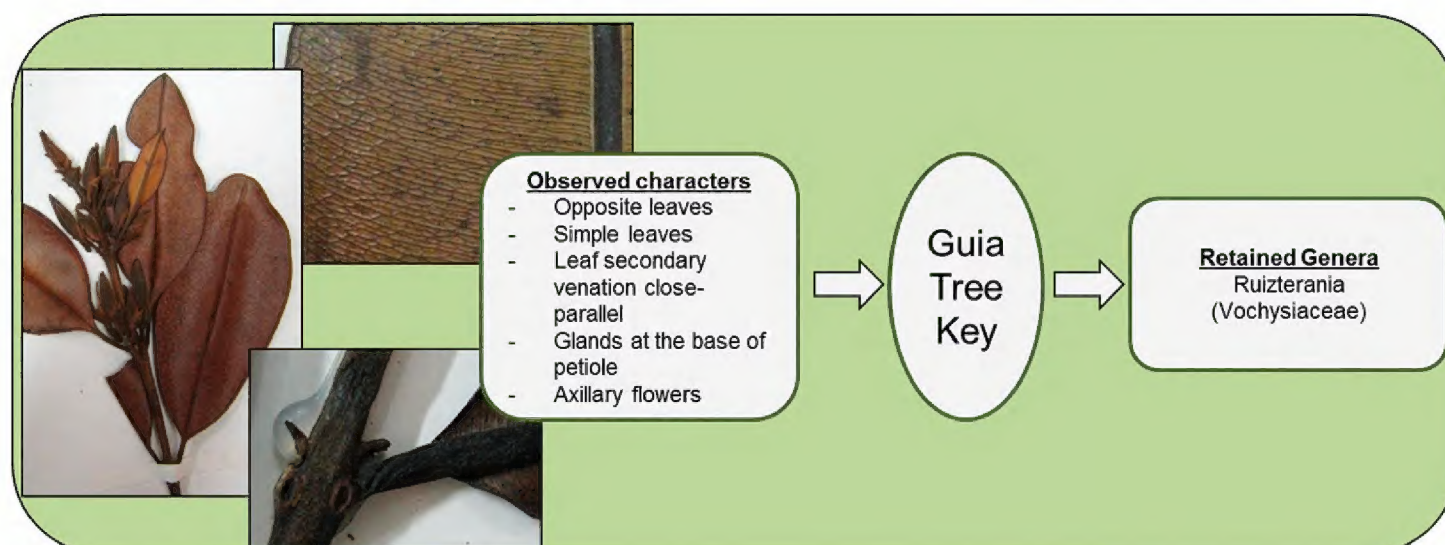 Observed characters
- Opposite leaves
- Simple leaves
- Leaf secondary
venation close-
parallel
- Glands at the base of
petiole
- Axillary flowers
Guia
Tree
Key
Retained Genera
Ruizterania
(Vochysiaceae)